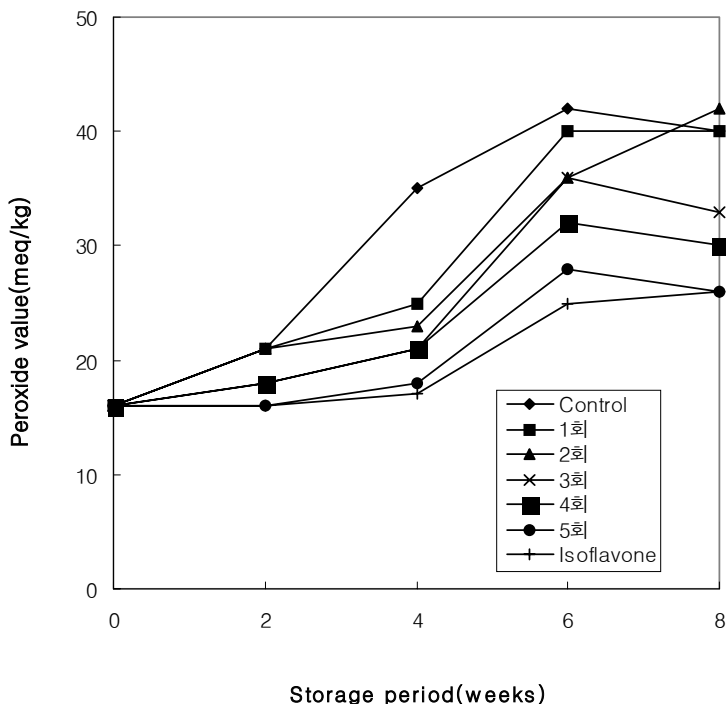 50
40
30
20
10
0
Peroxide value(meq/kg)
Control
1회
2회
3회
4회
5회
Isoflavone
0 2 4 6 8
Storage period(weeks)